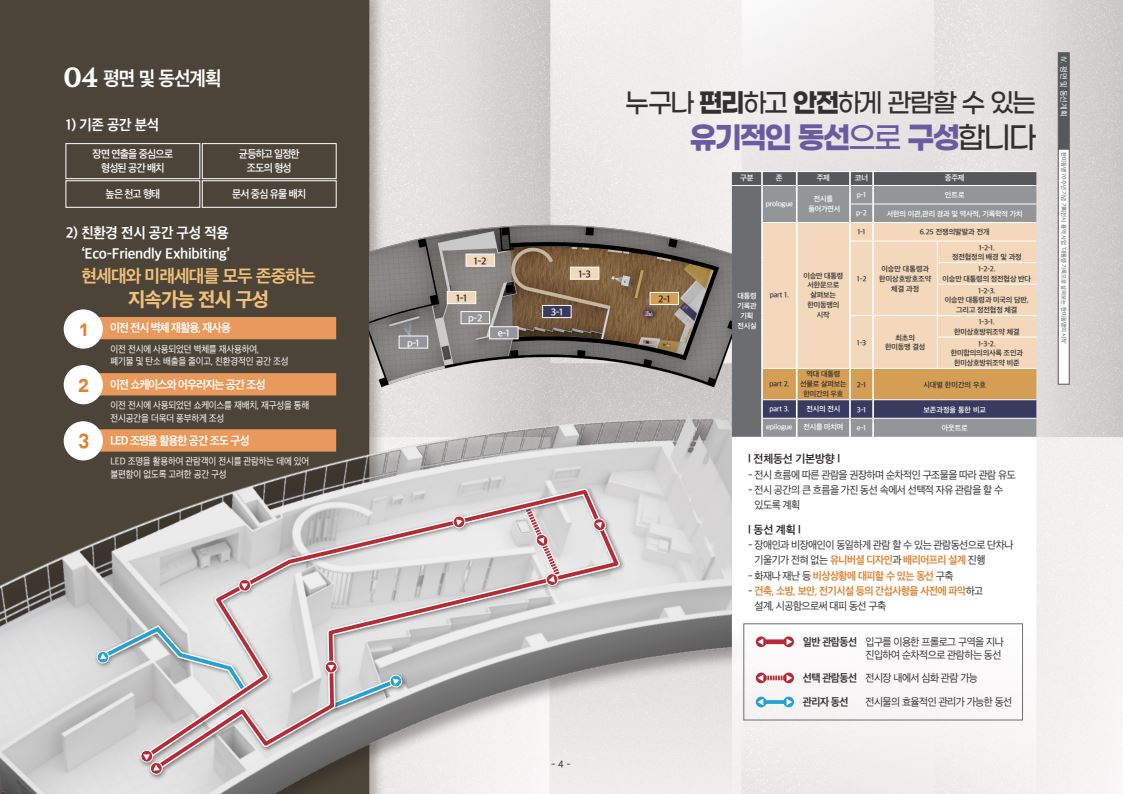 04 평면 및 동선계획
1) 기존 공간 분석
장면 연출을 중심으로
형성된 공간 배치
균등하고 일정한
조도의 형성
높은 천고 형태
문서 중심 유물 배치
2) 친환경 전시 공간 구성 적용
‘Eco-Friendly Exhibiting’
현세대와 미래세대를 모두 존중하는
지속가능 전시 구성
1
이전 전시 벽체 재활용, 재사용
이전 전시에 사용되었던 벽체를 재사용하여,
폐기물 및 탄소 배출을 줄이고, 친환경적인 공간 조성
2
이전 쇼케이스와 어우러지는 공간 조성
이전 전시에 사용되었던 쇼케이스를 재배치, 재구성을 통해
전시공간을 더욱더 풍부하게 조성
3
LED 조명을 활용한 공간 조도 구성
LED 조명을 활용하여 관람객이 전시를 관람하는 데에 있어
불편함이 없도록 고려한 공간 구성
1-2
1-3
1-1
2-1
p-2
3-1
e-1
p-1
누구나 편리하고 안전하게 관람할 수 있는
유기적인 동선으로 구성합니다
구분 존 주제 코너 중주제
대통령
기록관
기획
전시실
prologue
전시를
들어가면서
p-1 인트로
p-2 서한의 이관,관리 경과 및 역사적, 기록학적 가치
part 1.
이승만 대통령
서한문으로
살펴보는
한미동맹의
시작
1-1 6.25 전쟁의발발과 전개
1-2
이승만 대통령과
한미상호방호조약
체결 과정
1-2-1.
정전협정의 배경 및 과정
1-2-2.
이승만 대통령의 정전협상 반다
1-2-3.
이승만 대통령과 미국의 담판,
그리고 정전협정 체결
1-3
최초의
한미동맹 결성
1-3-1.
한미상호방위조약 체결
1-3-2.
한미합의의사록 조인과
한미상호방위조약 비준
part 2.
역대 대통령
선물로 살펴보는
한미간의 우호
2-1 시대별 한미간의 우호
part 3. 전시의 전시 3-1 보존과정을 통한 비교
epilogue 전시를 마치며 e-1 아웃트로
I 전체동선 기본방향 I
- 전시 흐름에 따른 관람을 권장하며 순차적인 구조물을 따라 관람 유도
- 전시 공간의 큰 흐름을 가진 동선 속에서 선택적 자유 관람을 할 수
있도록 계획
I 동선 계획 I
- 장애인과 비장애인이 동일하게 관람 할 수 있는 관람동선으로 단차나
기울기가 전혀 없는 유니버셜 디자인과 배리어프리 설계 진행
- 화재나 재난 등 비상상황에 대피할 수 있는 동선 구축
- 건축, 소방, 보안, 전기시설 등의 간섭사항을 사전에 파악하고
설계, 시공함으로써 대피 동선 구축
일반 관람동선 입구를 이용한 프롤로그 구역을 지나
진입하여 순차적으로 관람하는 동선
선택 관람동선 전시장 내에서 심화 관람 가능
관리자 동선 전시물의 효율적인 관리가 가능한 동선
Ⅳ. 평면 및 동선계획
- 4 -